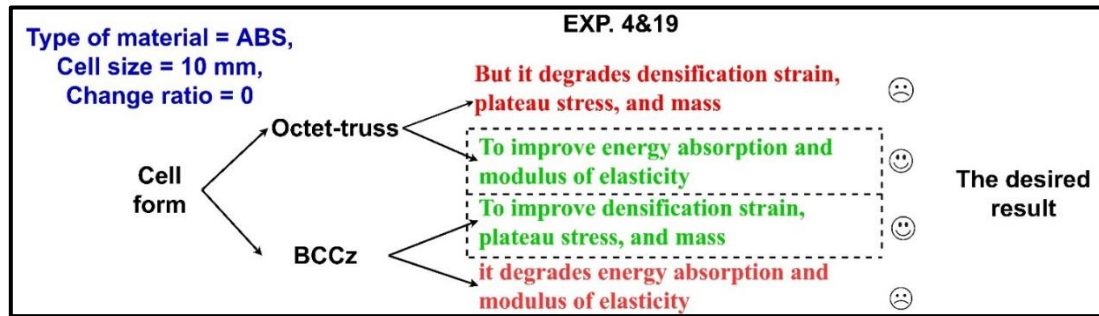 EXP. 4&19
Type of material = ABS,
Cell size = 10 mm,
Change ratio = 0
But it degrades densification strain,
plateau stress, and mass
Octet-truss
To improve energy absorption and
modulus of elasticity
Cell
form
The desired
result
To improve densification strain,
plateau stress, and mass
BCCz
it degrades energy absorption and
modulus of elasticity